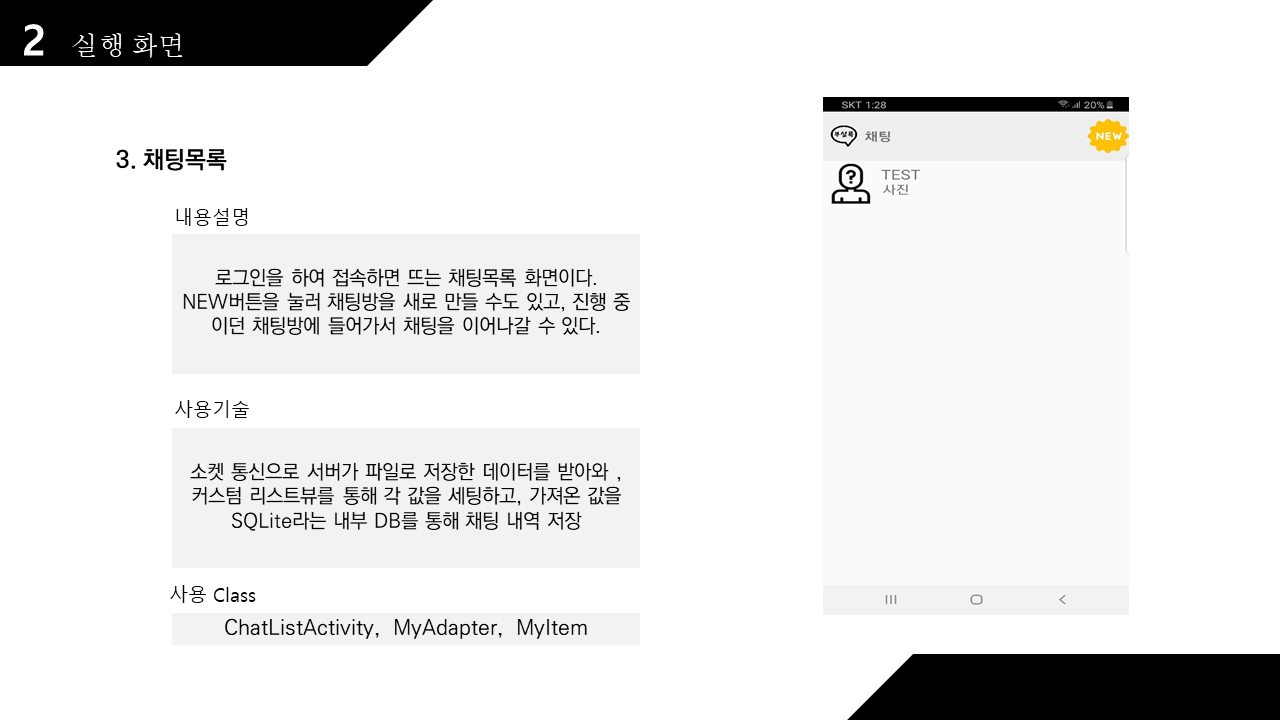 2 실행 화면
3. 채팅목록
내용설명
로그인을 하여 접속하면 뜨는 채팅목록 화면이다.
NEW버튼을 눌러 채팅방을 새로 만들 수도 있고, 진행 중
이던 채팅방에 들어가서 채팅을 이어나갈 수 있다.
사용기술
소켓 통신으로 서버가 파일로 저장한 데이터를 받아와 ,
커스텀 리스트뷰를 통해 각 값을 세팅하고, 가져온 값을
SQLite라는 내부 DB를 통해 채팅 내역 저장
사용 Class
ChatListActivity, MyAdapter, MyItem
SKT 1:28 20%
채팅 NEW
TEST
사진